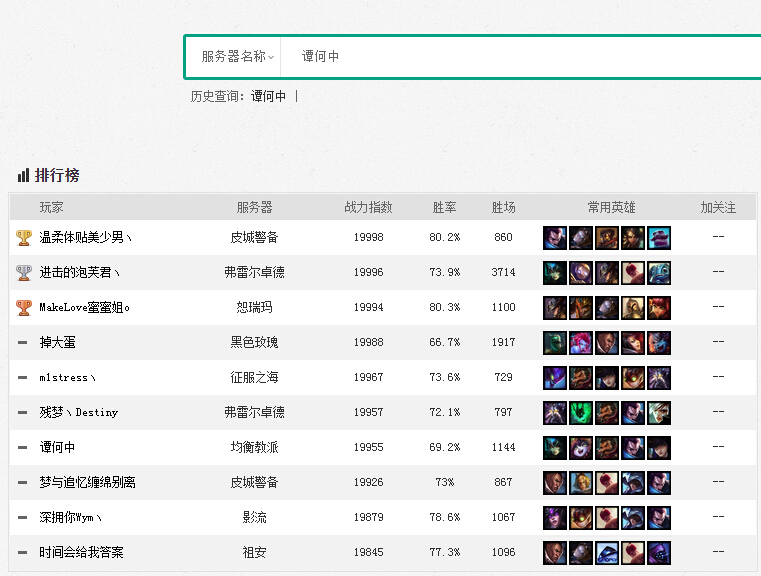 服务器名称 谭何中
历史查询: 谭何中 |
排行榜
玩家 服务器 战力指数 胜率 胜场 常用英雄 加关注
温柔体贴美少男丶 皮城警备 19998 80.2% 860 --
进击的泡芙君丶 弗雷尔卓德 19996 73.9% 3714 --
MakeLove蜜蜜姐o 恕瑞玛 19994 80.3% 1100 --
掉大蛋 黑色玫瑰 19988 66.7% 1917 --
m1stress丶 征服之海 19967 73.6% 729 --
残梦丶Destiny 弗雷尔卓德 19957 72.1% 797 --
谭何中 均衡教派 19955 69.2% 1144 --
梦与追忆缠绵别离 皮城警备 19926 73% 867 --
深拥你Wym丶 影流 19879 78.6% 1067 --
时间会给我答案 祖安 19845 77.3% 1096 --